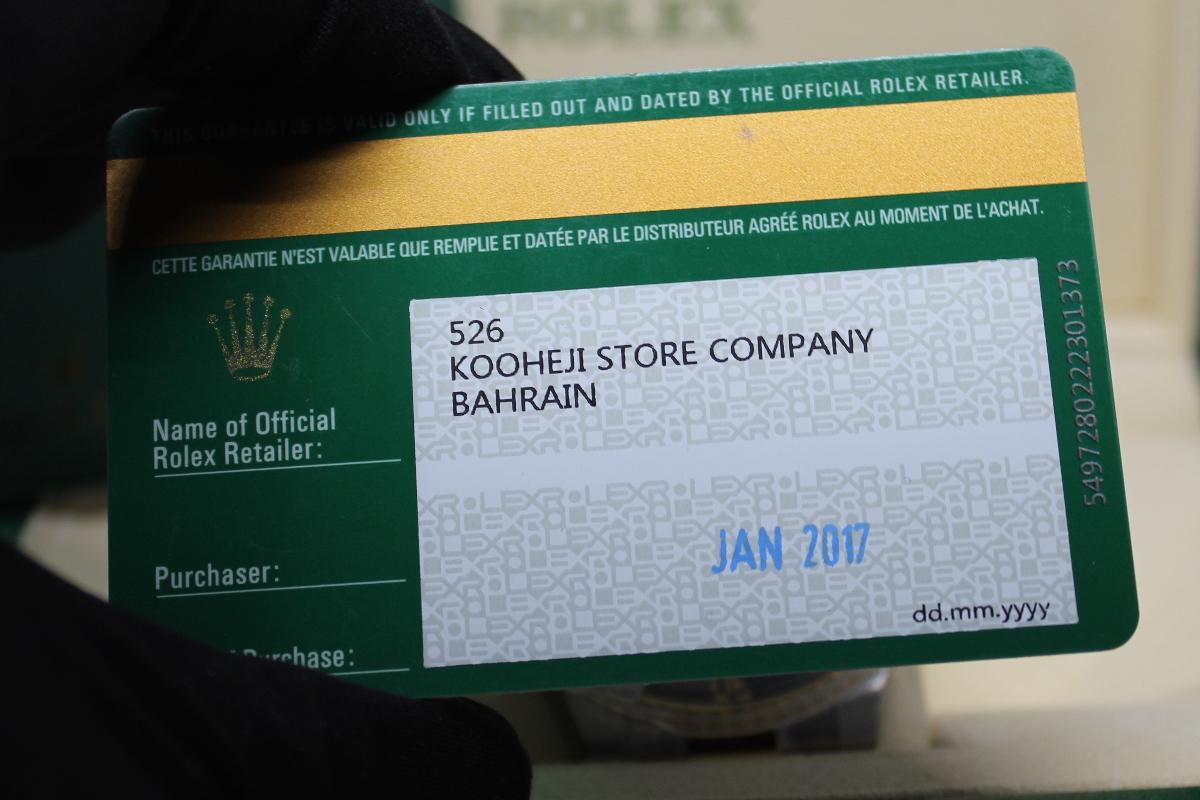 ROLEX
THIS GUARANTEE IS VALID ONLY IF FILLED OUT AND DATED BY THE OFFICIAL ROLEX RETAILER.
CETTE GARANTIE N'EST VALABLE QUE REMPLIE ET DATÉE PAR LE DISTRIBUTEUR AGRÉÉ ROLEX AU MOMENT DE L'ACHAT.
526
KOOHEJI STORE COMPANY
BAHRAIN
Name of Official
Rolex Retailer:
Purchaser:
JAN 2017
dd.mm.yyyy
Purchase:
5497280222301373